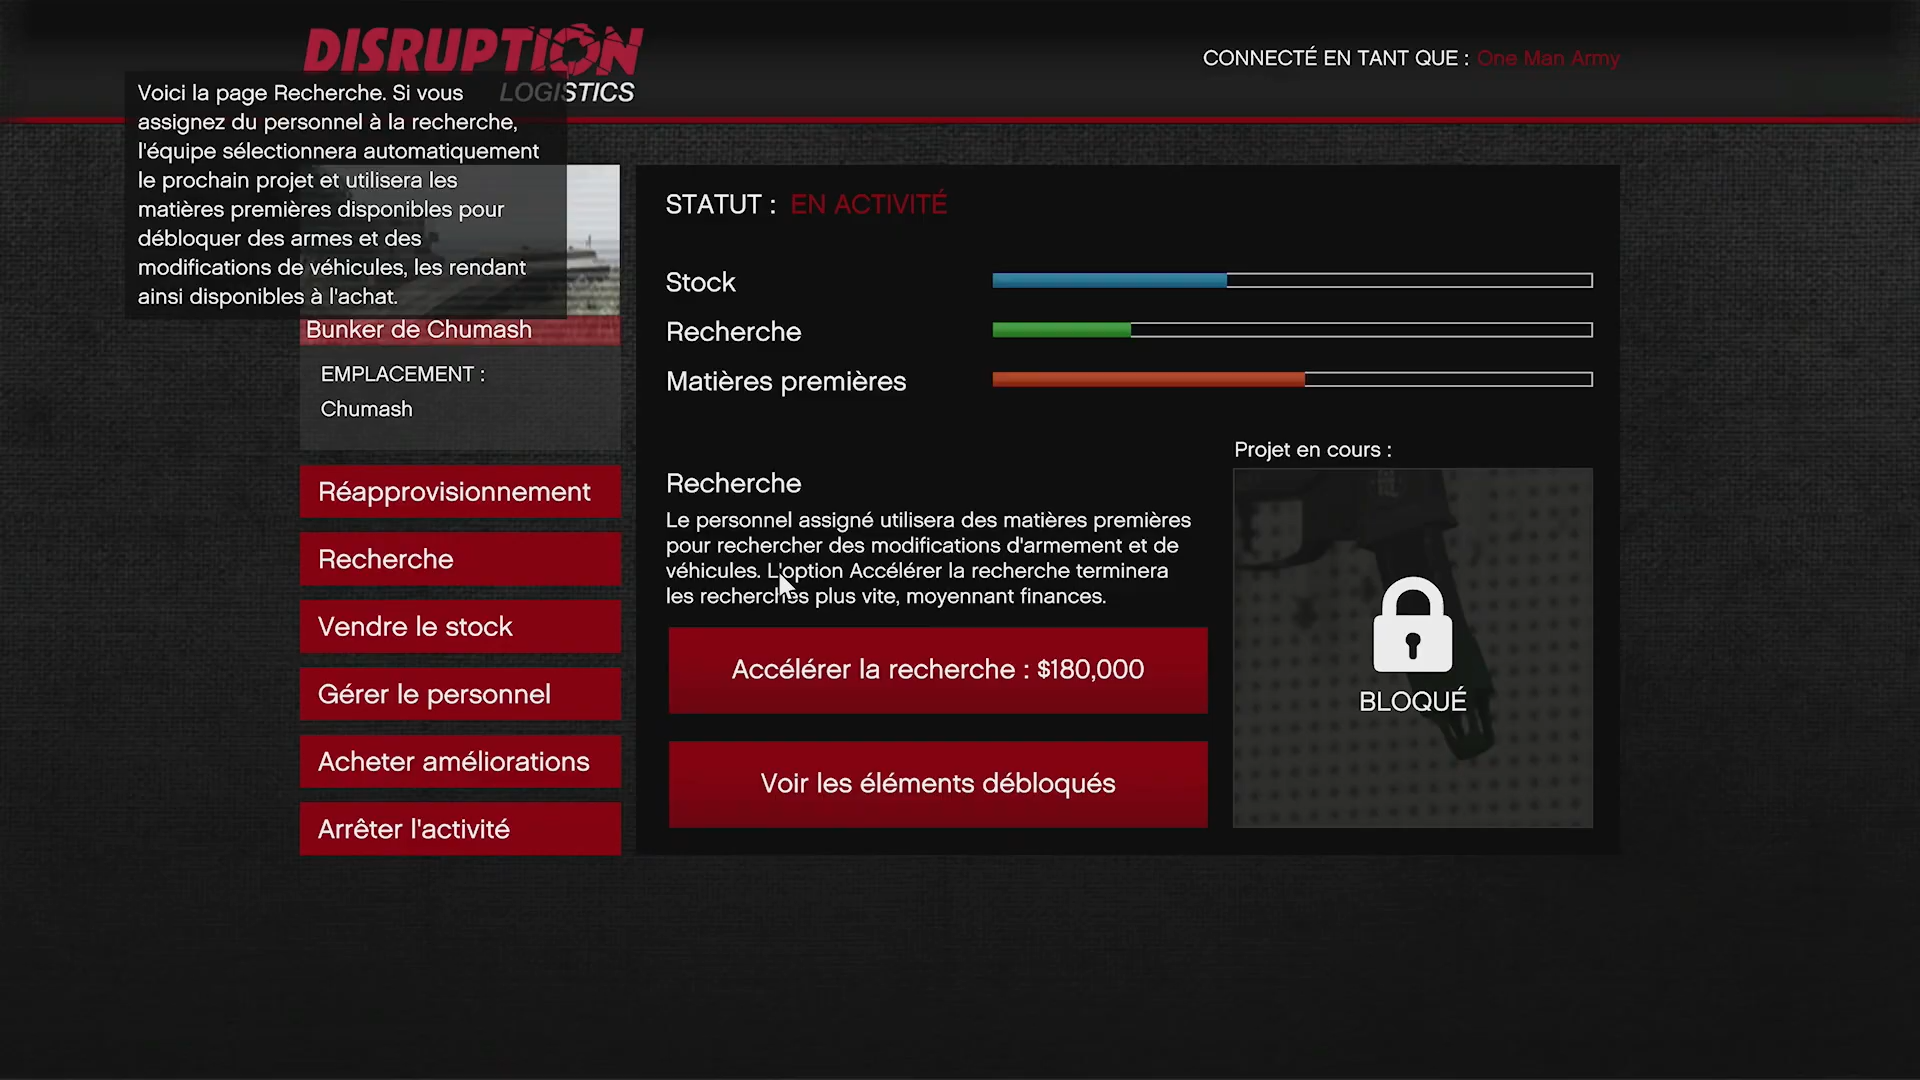 DISRUPTION
LOGISTICS
CONNECTÉ EN TANT QUE : One Man Army
Voici la page Recherche. Si vous
assignez du personnel à la recherche,
l'équipe sélectionnera automatiquement
le prochain projet et utilisera les
matières premières disponibles pour
débloquer des armes et des
modifications de véhicules, les rendant
ainsi disponibles à l'achat.
Bunker de Chumash
EMPLACEMENT :
Chumash
Réapprovisionnement
Recherche
Vendre le stock
Gérer le personnel
Acheter améliorations
Arrêter l'activité
STATUT : EN ACTIVITÉ
Stock
Recherche
Matières premières
Recherche
Le personnel assigné utilisera des matières premières
pour rechercher des modifications d'armement et de
véhicules. L'option Accélérer la recherche terminera
les recherches plus vite, moyennant finances.
Accélérer la recherche : $180,000
Voir les éléments débloqués
Projet en cours :
BLOQUÉ